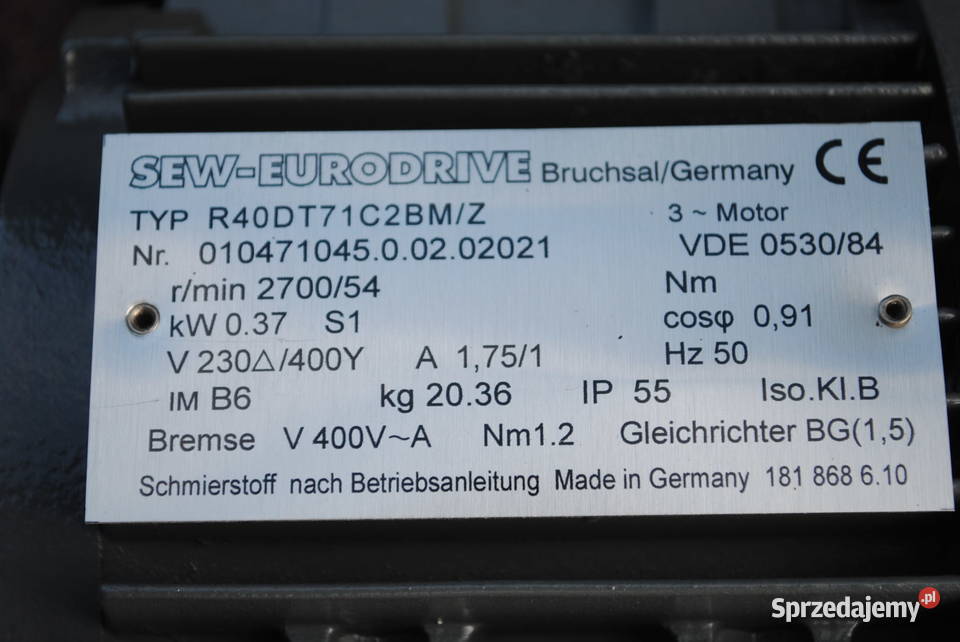 SEW-EURODRIVE Bruchsal/Germany CE
TYP R40DT71C2BM/Z 3 ~ Motor
Nr. 010471045.0.02.02021 VDE 0530/84
r/min 2700/54 Nm
kW 0.37 S1 cosφ 0,91
V 230△/400Y A 1,75/1 Hz 50
IM B6 kg 20.36 IP 55 Iso.Kl.B
Bremse V 400V~A Nm1.2 Gleichrichter BG(1,5)
Schmierstoff nach Betriebsanleitung Made in Germany 181 868 6.10
Sprzedajemy.pl